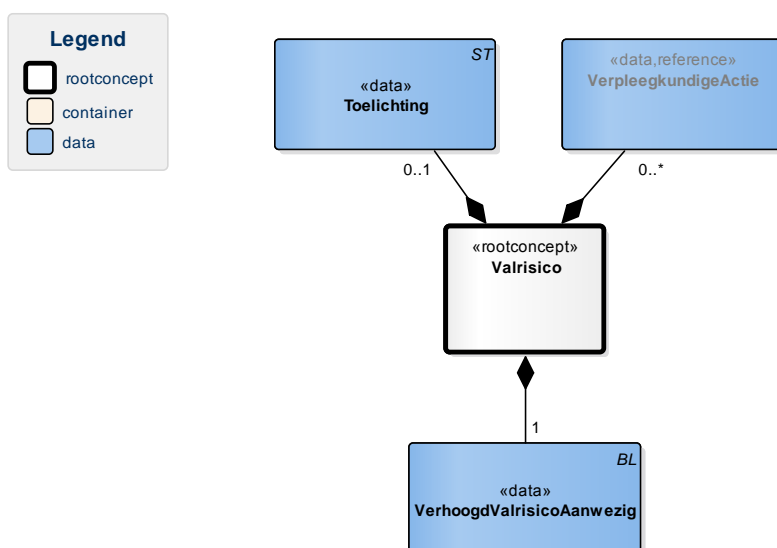 Legend
rootconcept
container
data
ST
«data»
Toelichting
«data,reference»
VerpleegkundigeActie
0..1
0..*
«rootconcept»
Valrisico
1
BL
«data»
VerhoogdValrisicoAanwezig